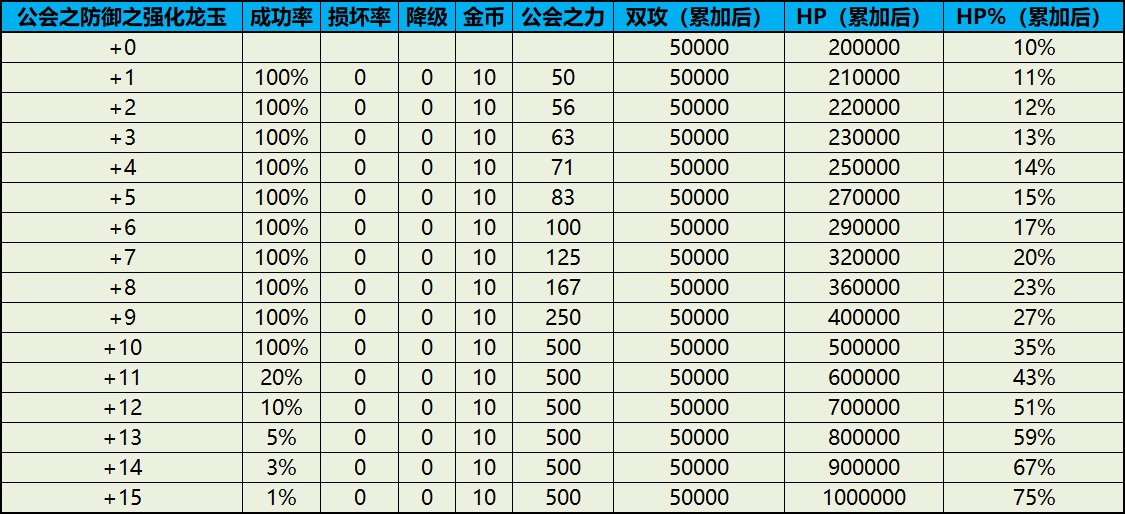 公会之防御之强化龙玉 成功率 损坏率 降级 金币 公会之力 双攻（累加后） HP（累加后） HP%（累加后）
+0 50000 200000 10%
+1 100% 0 0 10 50 50000 210000 11%
+2 100% 0 0 10 56 50000 220000 12%
+3 100% 0 0 10 63 50000 230000 13%
+4 100% 0 0 10 71 50000 250000 14%
+5 100% 0 0 10 83 50000 270000 15%
+6 100% 0 0 10 100 50000 290000 17%
+7 100% 0 0 10 125 50000 320000 20%
+8 100% 0 0 10 167 50000 360000 23%
+9 100% 0 0 10 250 50000 400000 27%
+10 100% 0 0 10 500 50000 500000 35%
+11 20% 0 0 10 500 50000 600000 43%
+12 10% 0 0 10 500 50000 700000 51%
+13 5% 0 0 10 500 50000 800000 59%
+14 3% 0 0 10 500 50000 900000 67%
+15 1% 0 0 10 500 50000 1000000 75%